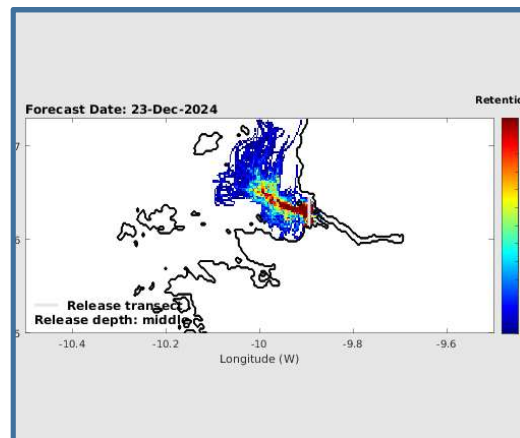 Retentio
Forecast Date: 23-Dec-2024
7
6
5
Release transect
Release depth: middle
-10.4 -10.2 -10 -9.8 -9.6
Longitude (W)